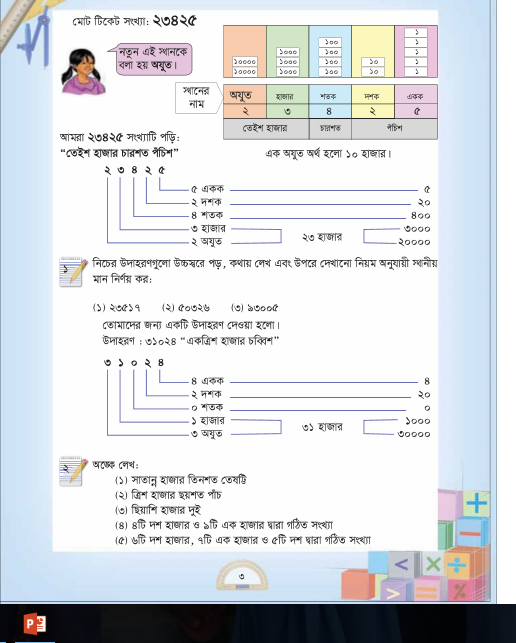 মোট টিকেট সংখ্যা: ২৩৪২৫
নতুন এই স্থানকে
বলা হয় অযুত।
১
১০০ ১
১০০০ ১০০ ১
১০০০০ ১০০০ ১০০ ১০ ১
১০০০০ ১০০০ ১০০ ১০ ১
স্থানের নাম অযুত হাজার শতক দশক একক
২ ৩ ৪ ২ ৫
তেইশ হাজার চারশত পঁচিশ
আমরা ২৩৪২৫ সংখ্যাটি পড়ি:
“তেইশ হাজার চারশত পঁচিশ” এক অযুত অর্থ হলো ১০ হাজার।
২ ৩ ৪ ২ ৫
৫ একক ৫
২ দশক ২০
৪ শতক ৪০০
৩ হাজার ৩০০০
২৩ হাজার
২ অযুত ২০০০০
১
নিচের উদাহরণগুলো উচ্চস্বরে পড়, কথায় লেখ এবং উপরে দেখানো নিয়ম অনুযায়ী স্থানীয়
মান নির্ণয় কর:
(১) ২৩৫১৭ (২) ৫০৩২৬ (৩) ৯৩০০৫
তোমাদের জন্য একটি উদাহরণ দেওয়া হলো।
উদাহরণ : ৩১০২৪ “একত্রিশ হাজার চব্বিশ”
৩ ১ ০ ২ ৪
৪ একক ৪
২ দশক ২০
০ শতক ০
১ হাজার ১০০০
৩১ হাজার
৩ অযুত ৩০০০০
২
অঙ্কে লেখ:
(১) সাতান্ন হাজার তিনশত তেষট্টি
(২) ত্রিশ হাজার ছয়শত পাঁচ
(৩) ছিয়াশি হাজার দুই
(৪) ৪টি দশ হাজার ও ৯টি এক হাজার দ্বারা গঠিত সংখ্যা
(৫) ৬টি দশ হাজার, ৭টি এক হাজার ও ৫টি দশ দ্বারা গঠিত সংখ্যা
৩